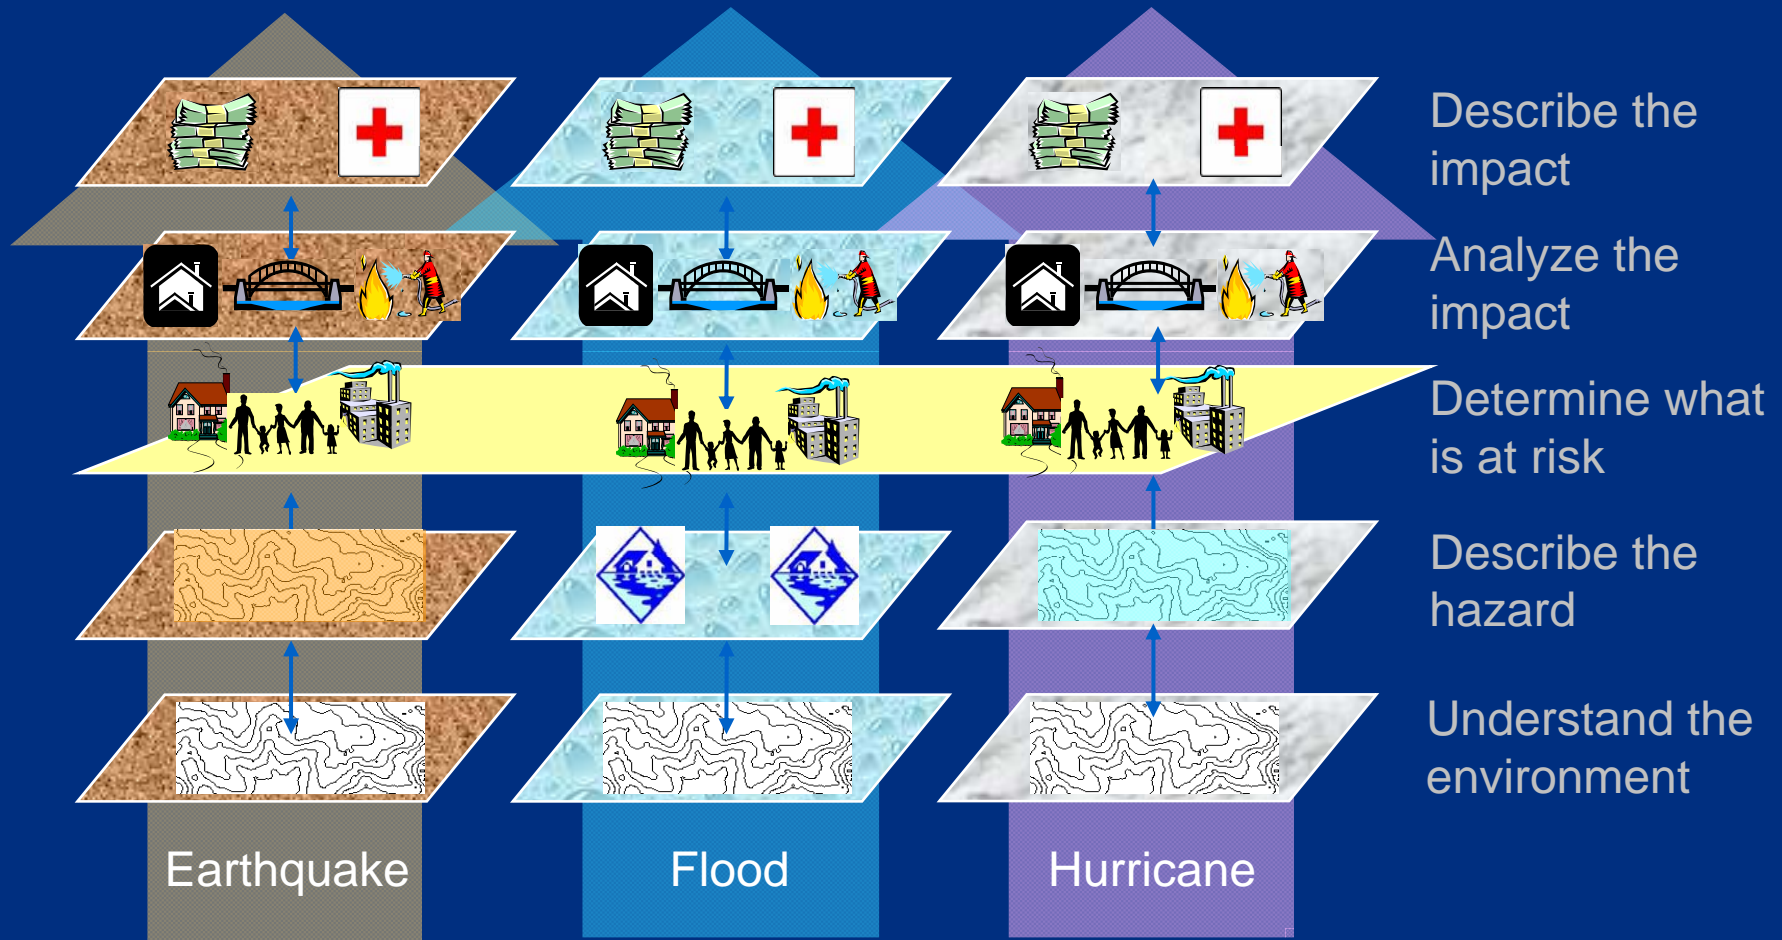 Describe the
impact
Analyze the
impact
Determine what
is at risk
Describe the
hazard
Understand the
environment
Earthquake
Flood
Hurricane